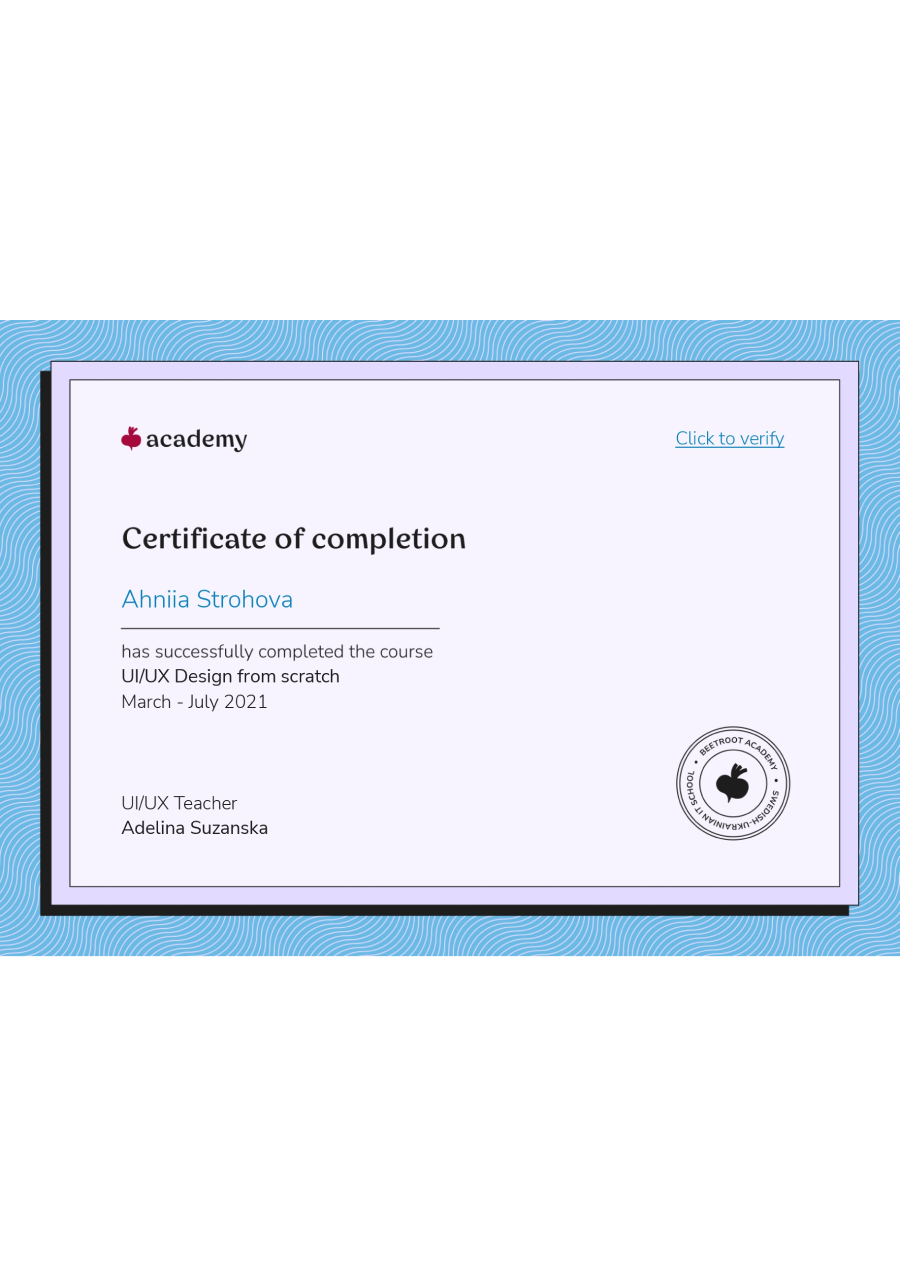 academy
Click to verify
Certificate of completion
Ahniia Strohova
has successfully completed the course
UI/UX Design from scratch
March - July 2021
UI/UX Teacher
Adelina Suzanska
BEETROOT ACADEMY • SWEDISH-UKRAINIAN IT SCHOOL •